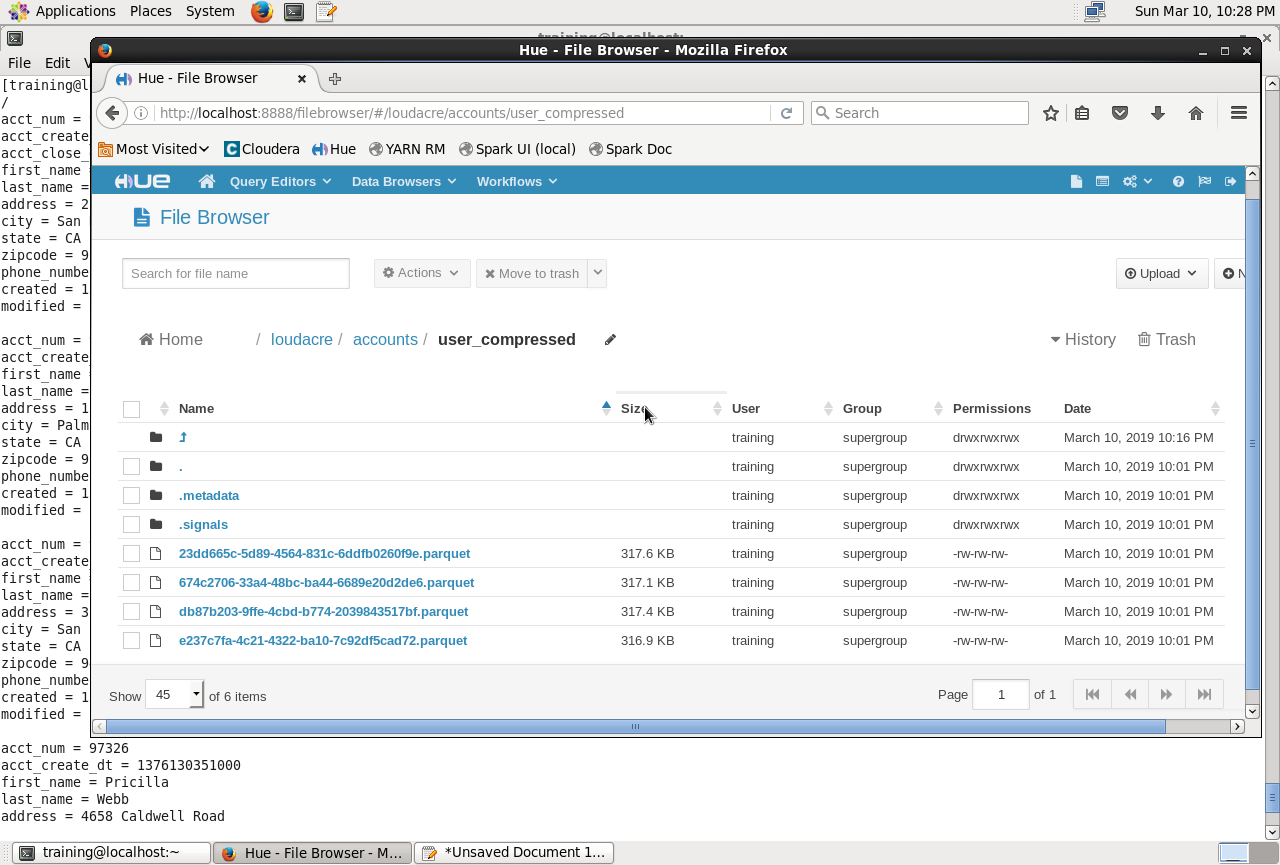 Applications Places System Sun Mar 10, 10:28 PM
Hue - File Browser - Mozilla Firefox
File Edit
Hue - File Browser
http://localhost:8888/filebrowser/#/loudacre/accounts/user_compressed Search
Most Visited Cloudera Hue YARN RM Spark UI (local) Spark Doc
HUE Query Editors Data Browsers Workflows
File Browser
Search for file name Actions Move to trash Upload
Home / loudacre / accounts / user_compressed History Trash
Name Size User Group Permissions Date
training supergroup drwxrwxrwx March 10, 2019 10:16 PM
. training supergroup drwxrwxrwx March 10, 2019 10:01 PM
.metadata training supergroup drwxrwxrwx March 10, 2019 10:01 PM
.signals training supergroup drwxrwxrwx March 10, 2019 10:01 PM
23dd665c-5d89-4564-831c-6ddfb0260f9e.parquet 317.6 KB training supergroup -rw-rw-rw- March 10, 2019 10:01 PM
674c2706-33a4-48bc-ba44-6689e20d2de6.parquet 317.1 KB training supergroup -rw-rw-rw- March 10, 2019 10:01 PM
db87b203-9ffe-4cbd-b774-2039843517bf.parquet 317.4 KB training supergroup -rw-rw-rw- March 10, 2019 10:01 PM
e237c7fa-4c21-4322-ba10-7c92df5cad72.parquet 316.9 KB training supergroup -rw-rw-rw- March 10, 2019 10:01 PM
Show 45 of 6 items Page 1 of 1
[training@l
/
acct_num =
acct_create
acct_close_
first_name =
last_name =
address = 2
city = San
state = CA
zipcode = 9
phone_numbe
created = 1
modified =
acct_num =
acct_create
first_name =
last_name =
address = 1
city = Palm
state = CA
zipcode = 9
phone_numbe
created = 1
modified =
acct_num =
acct_create
first_name =
last_name =
address = 3
city = San
state = CA
zipcode = 9
phone_numbe
created = 1
modified =
acct_num = 97326
acct_create_dt = 1376130351000
first_name = Pricilla
last_name = Webb
address = 4658 Caldwell Road
training@localhost:~ Hue - File Browser - M... *Unsaved Document 1...